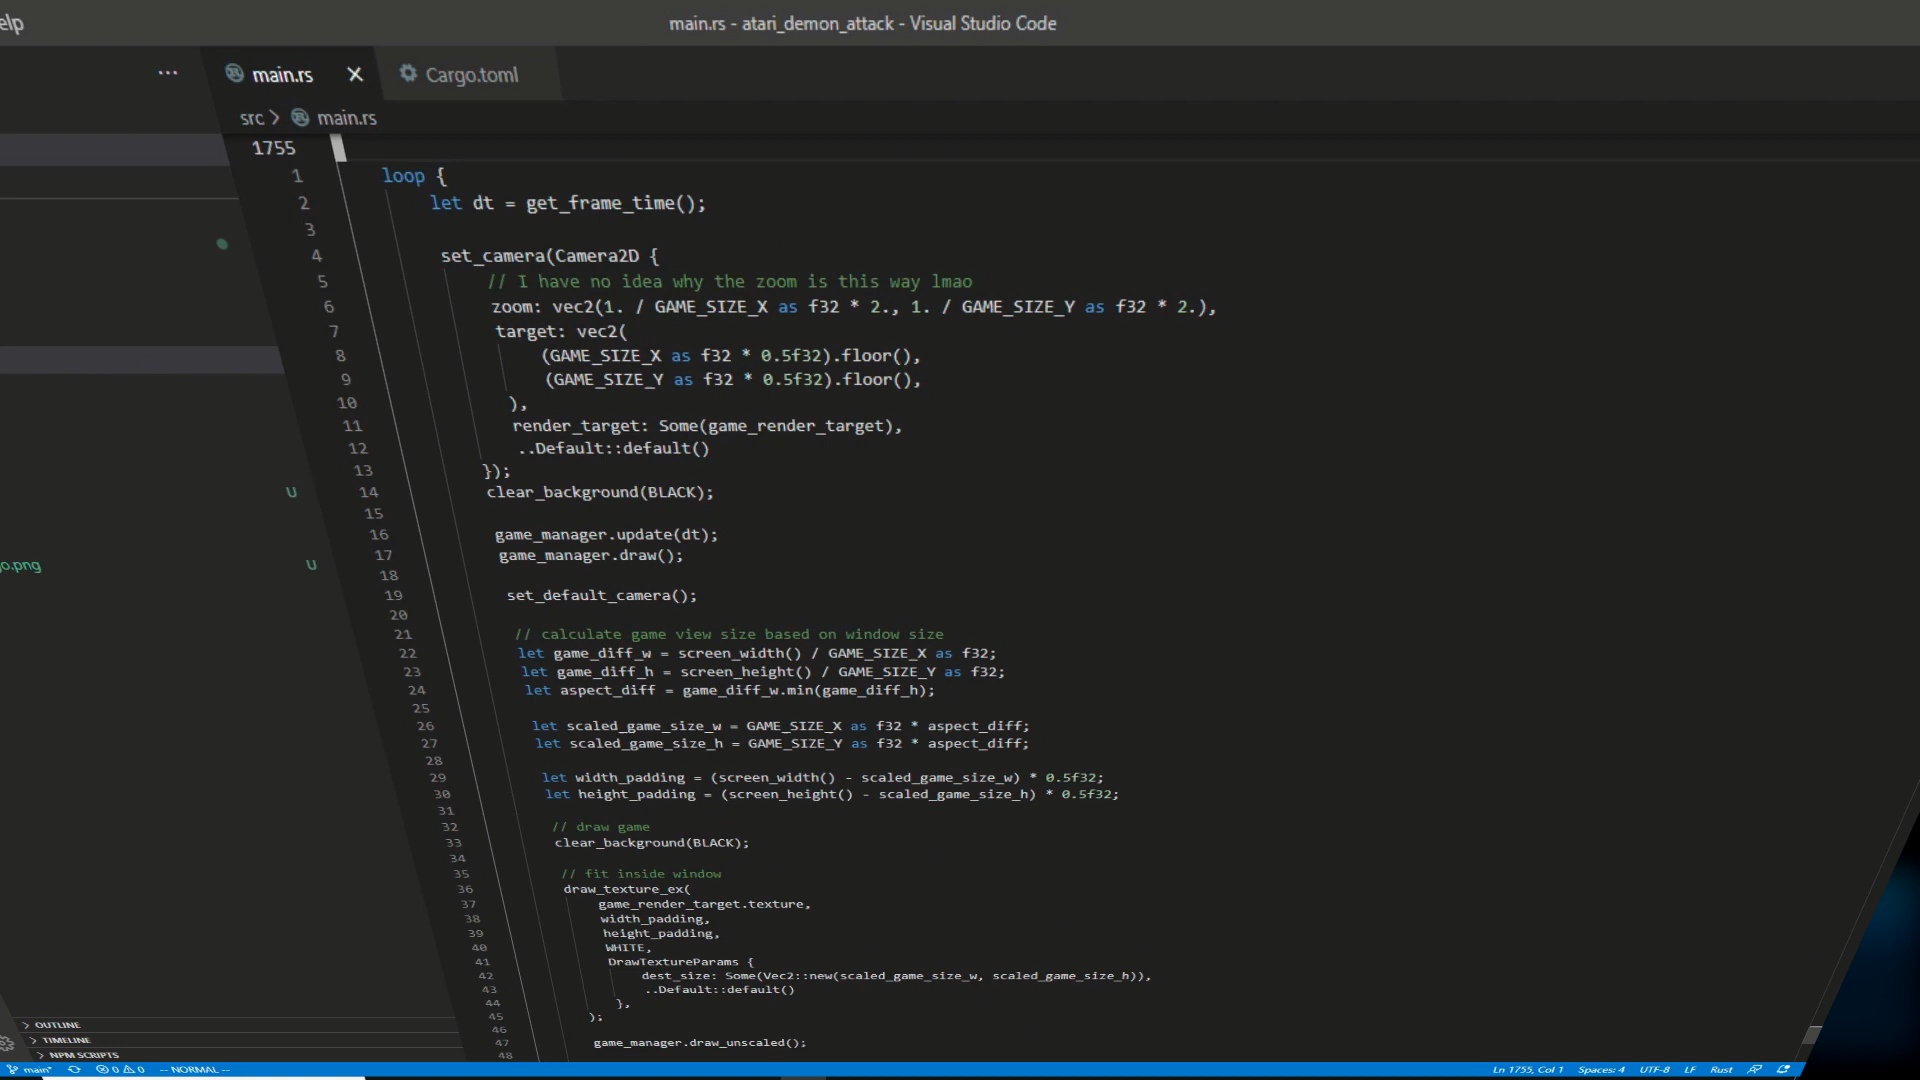 elp
main.rs - atari_demon_attack - Visual Studio Code
main.rs
Cargo.toml
src > main.rs
1755
1 loop {
2 let dt = get_frame_time();
3
4 set_camera(Camera2D {
5 // I have no idea why the zoom is this way lmao
6 zoom: vec2(1. / GAME_SIZE_X as f32 * 2., 1. / GAME_SIZE_Y as f32 * 2.),
7 target: vec2(
8 (GAME_SIZE_X as f32 * 0.5f32).floor(),
9 (GAME_SIZE_Y as f32 * 0.5f32).floor(),
10 ),
11 render_target: Some(game_render_target),
12 ..Default::default()
13 });
14 clear_background(BLACK);
U
15
16 game_manager.update(dt);
17 game_manager.draw();
o.png U
18
19 set_default_camera();
20
21 // calculate game view size based on window size
22 let game_diff_w = screen_width() / GAME_SIZE_X as f32;
23 let game_diff_h = screen_height() / GAME_SIZE_Y as f32;
24 let aspect_diff = game_diff_w.min(game_diff_h);
25
26 let scaled_game_size_w = GAME_SIZE_X as f32 * aspect_diff;
27 let scaled_game_size_h = GAME_SIZE_Y as f32 * aspect_diff;
28
29 let width_padding = (screen_width() - scaled_game_size_w) * 0.5f32;
30 let height_padding = (screen_height() - scaled_game_size_h) * 0.5f32;
31
32 // draw game
33 clear_background(BLACK);
34
35 // fit inside window
36 draw_texture_ex(
37 game_render_target.texture,
38 width_padding,
39 height_padding,
40 WHITE,
41 DrawTextureParams {
42 dest_size: Some(Vec2::new(scaled_game_size_w, scaled_game_size_h)),
43 ..Default::default()
44 },
45 );
46
47 game_manager.draw_unscaled();
48
> OUTLINE
> TIMELINE
> NPM SCRIPTS
main* 0 0 -- NORMAL -- Ln 1755, Col 1 Spaces: 4 UTF-8 LF Rust